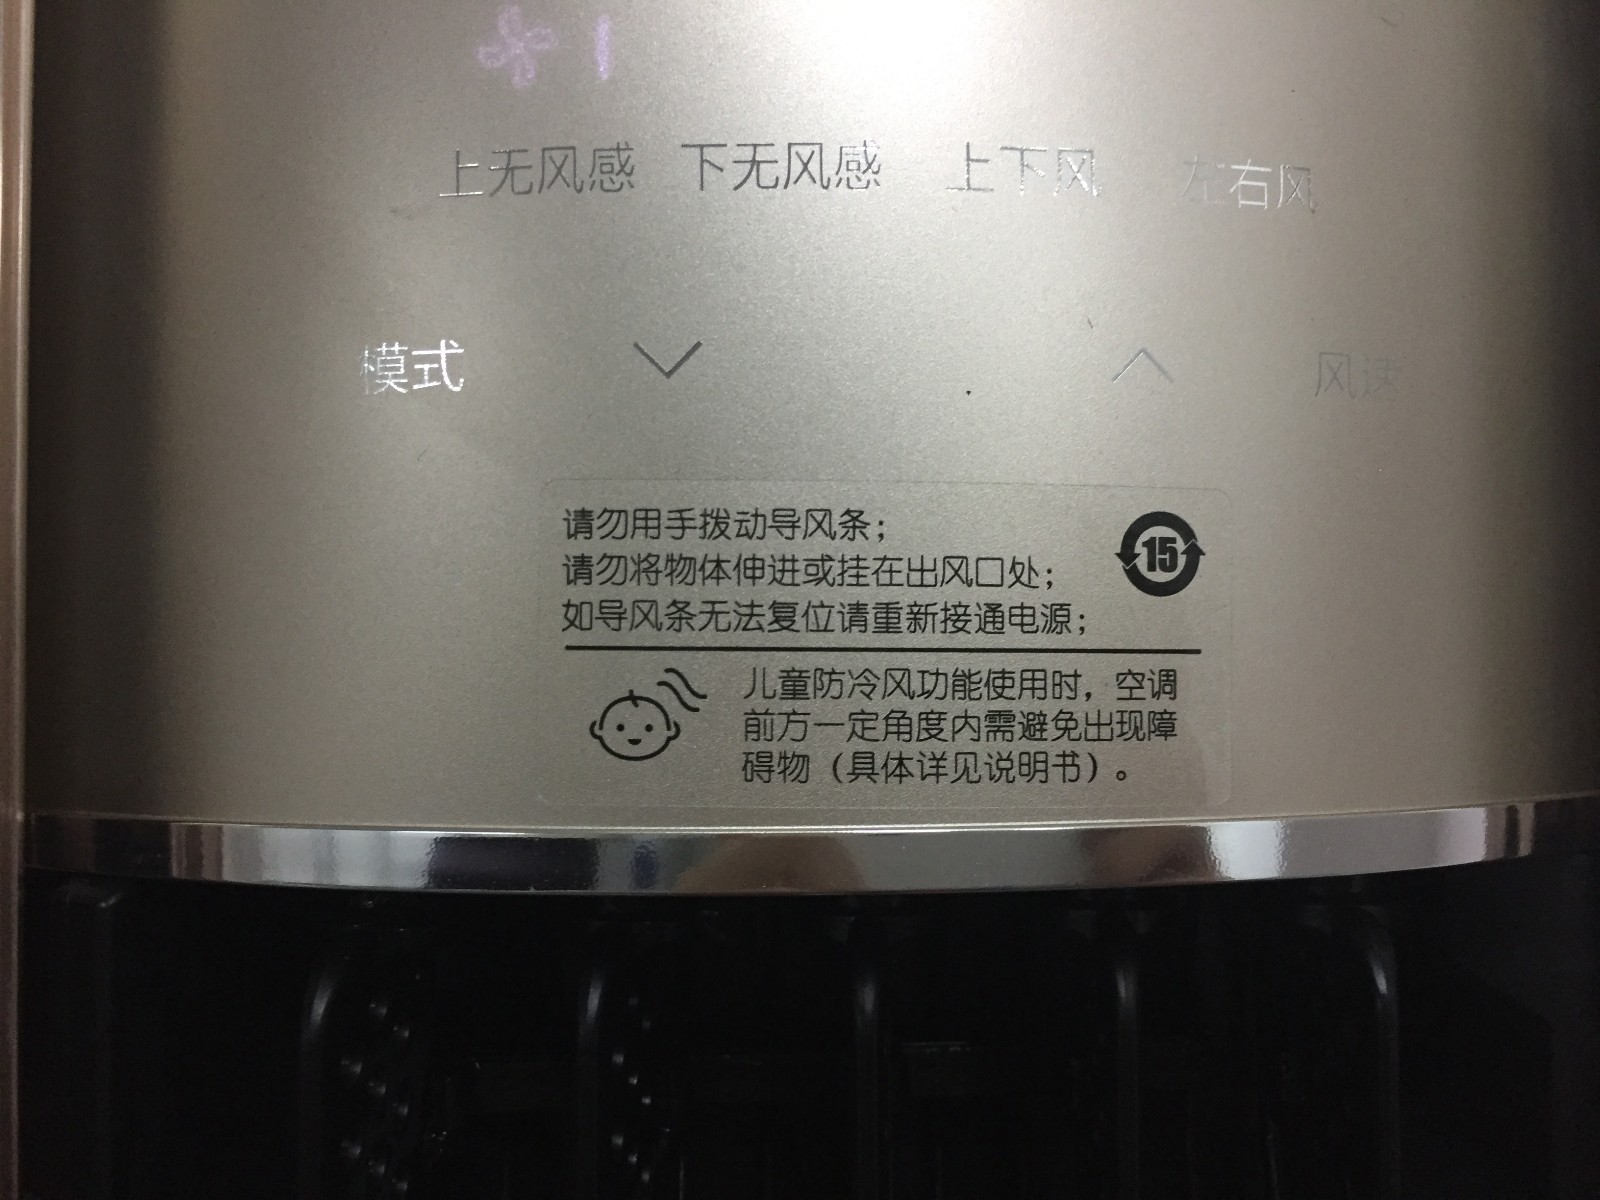 1
上无风感 下无风感 上下风 左右风
模式 风速
请勿用手拨动导风条；
请勿将物体伸进或挂在出风口处；
如导风条无法复位请重新接通电源；
15
儿童防冷风功能使用时，空调
前方一定角度内需避免出现障
碍物（具体详见说明书）。